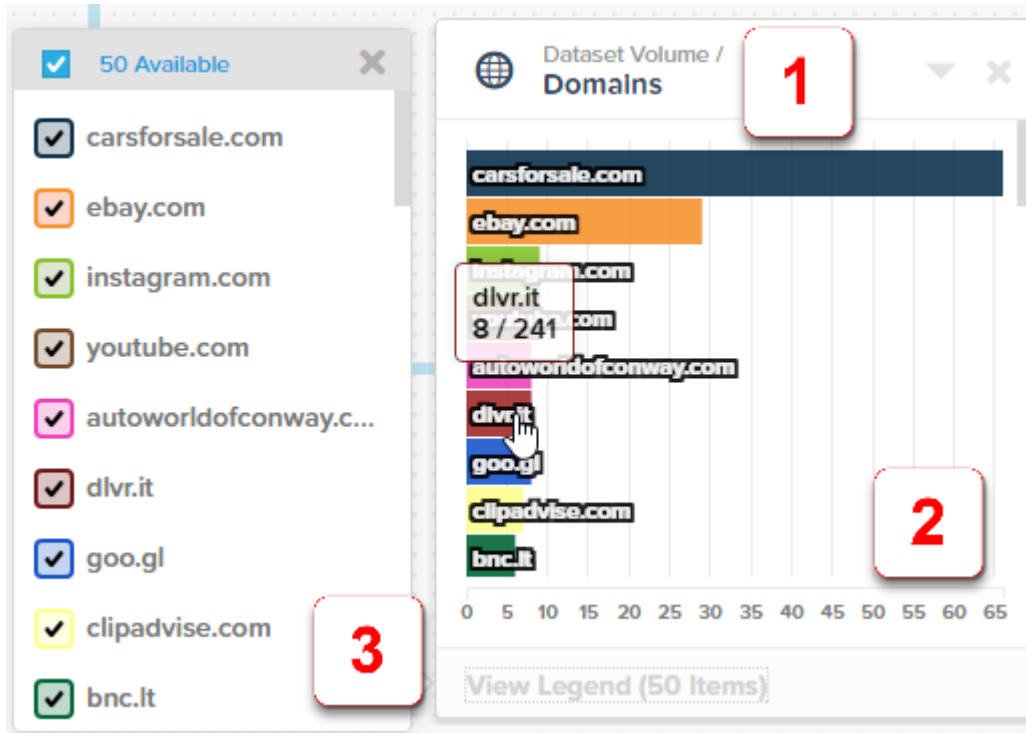 50 Available
carsforsale.com
ebay.com
instagram.com
youtube.com
autoworldofconway.c...
dlvr.it
goo.gl
clipadvise.com
bnc.lt
3
Dataset Volume /
Domains
1
carsforsale.com
ebay.com
instagram.com
.com
dlvr.it
8 / 241
autoworldofconway.com
dlvr.it
goo.gl
clipadvise.com
bnc.lt
2
0 5 10 15 20 25 30 35 40 45 50 55 60 65
View Legend (50 Items)